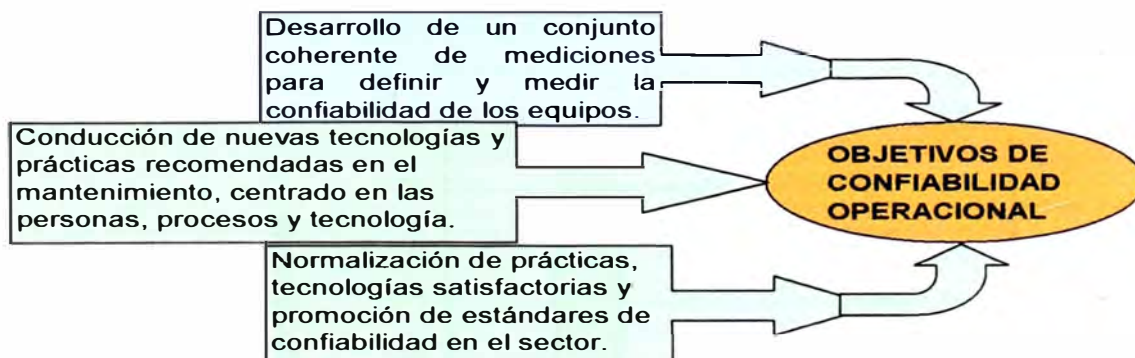 Desarrollo de un conjunto
coherente de mediciones
para definir y medir la
confiabilidad de los equipos.
Conducción de nuevas tecnologías y
prácticas recomendadas en el
mantenimiento, centrado en las
personas, procesos y tecnología.
Normalización de prácticas,
tecnologías satisfactorias y
promoción de estándares de
confiabilidad en el sector.
OBJETIVOS DE
CONFIABILIDAD
OPERACIONAL